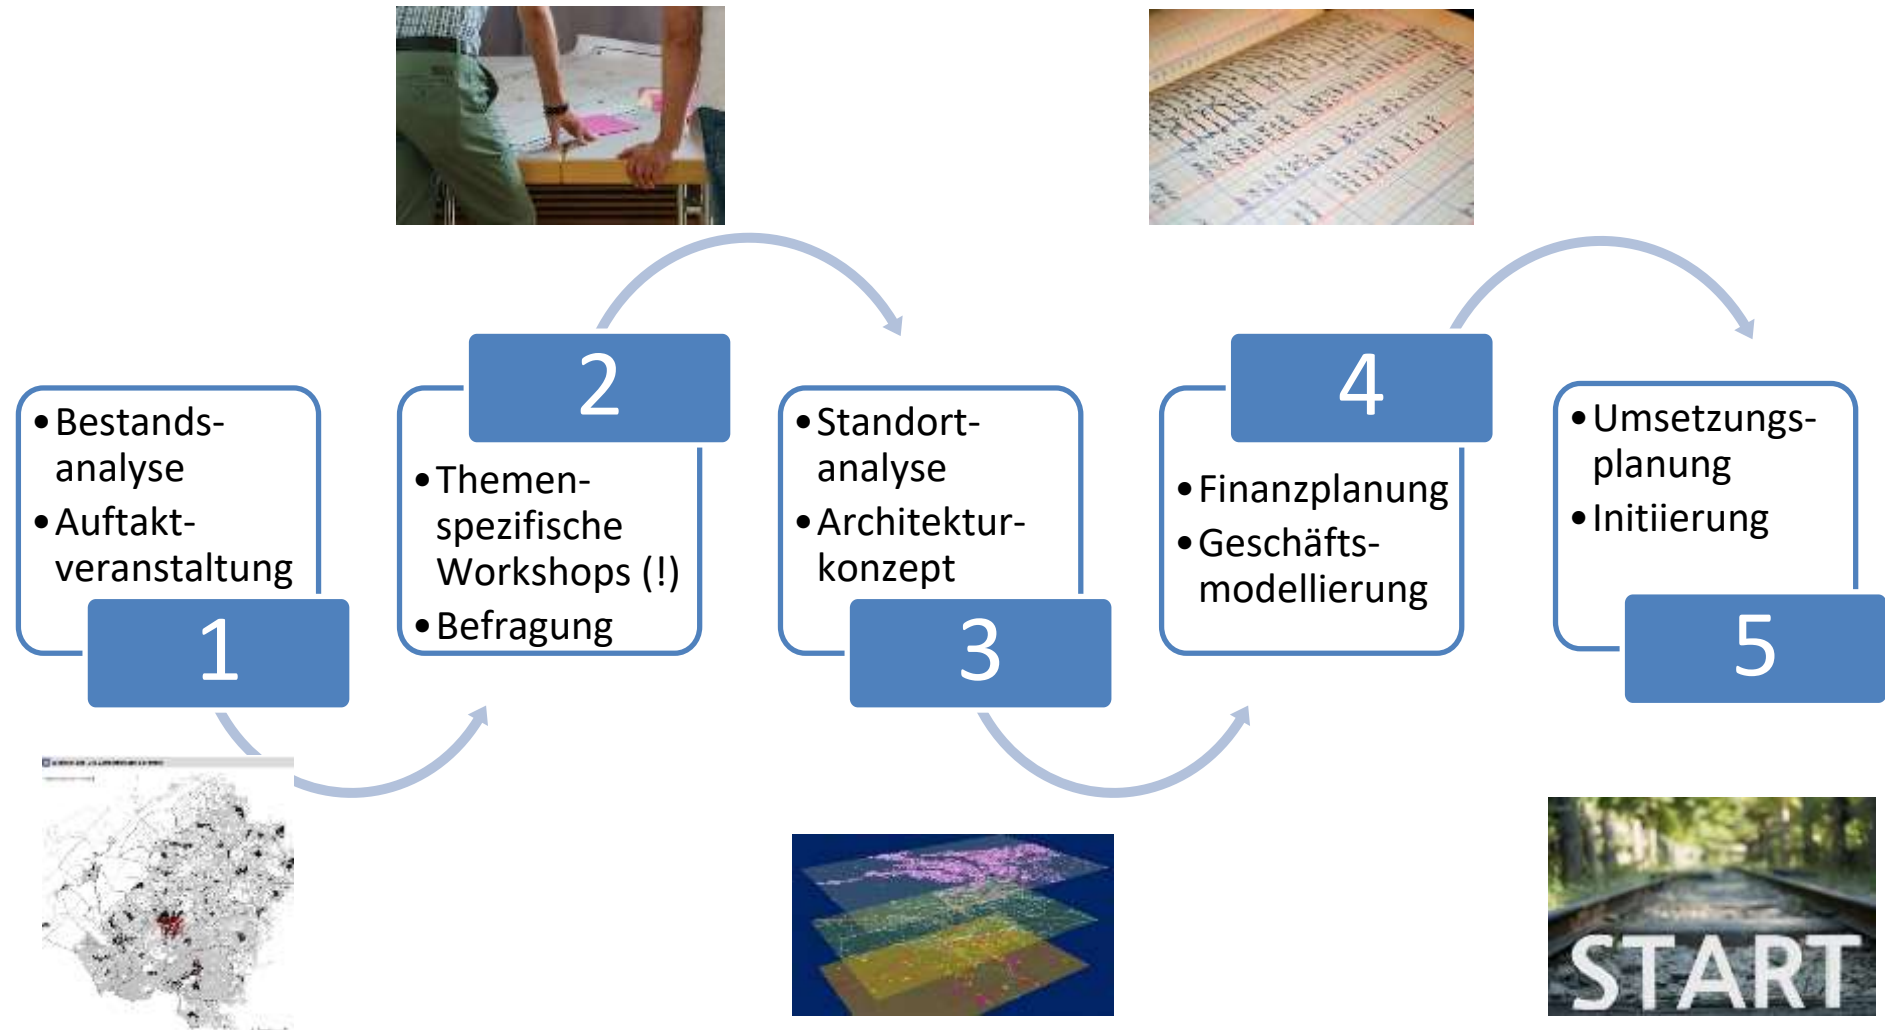 • Bestands-
analyse
• Auftakt-
veranstaltung
1
2
• Themen-
spezifische
Workshops (!)
• Befragung
• Standort-
analyse
• Architektur-
konzept
3
4
• Finanzplanung
• Geschäfts-
modellierung
• Umsetzungs-
planung
• Initiierung
5
START